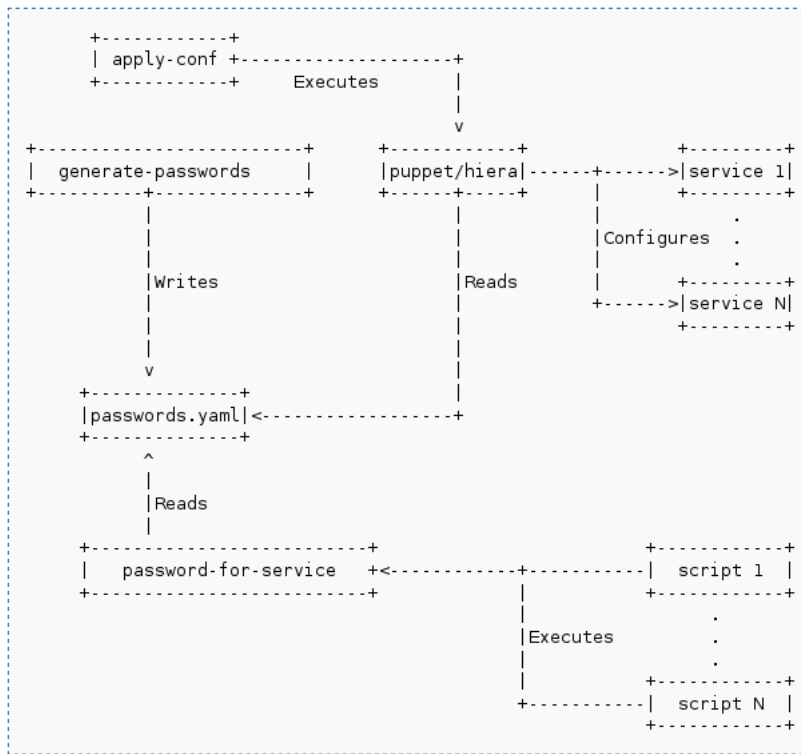 +------------+
| apply-conf +--------------------+
+------------+     Executes       |
                                  |
                                  v
+-------------------------+      +-------------+              +---------+
|  generate-passwords     |      |puppet/hiera|------+------>|service 1|
+----------+--------------+      +------+-----+      |       +---------+
           |                            |            |            .
           |                            |            |Configures  .
           |                            |            |            .
           |Writes                      |Reads       |       +---------+
           |                            |            +------>|service N|
           |                            |                    +---------+
           |                            |
           v                            |
     +--------------+                   |
     |passwords.yaml|<------------------+
     +--------------+
           ^
           |
           |Reads
           |
     +--------------------------+                         +------------+
     |   password-for-service   +<------------+-----------|  script 1  |
     +--------------------------+             |           +------------+
                                              |                 .
                                              |Executes         .
                                              |                 .
                                              |           +------------+
                                              +-----------|  script N  |
                                                          +------------+